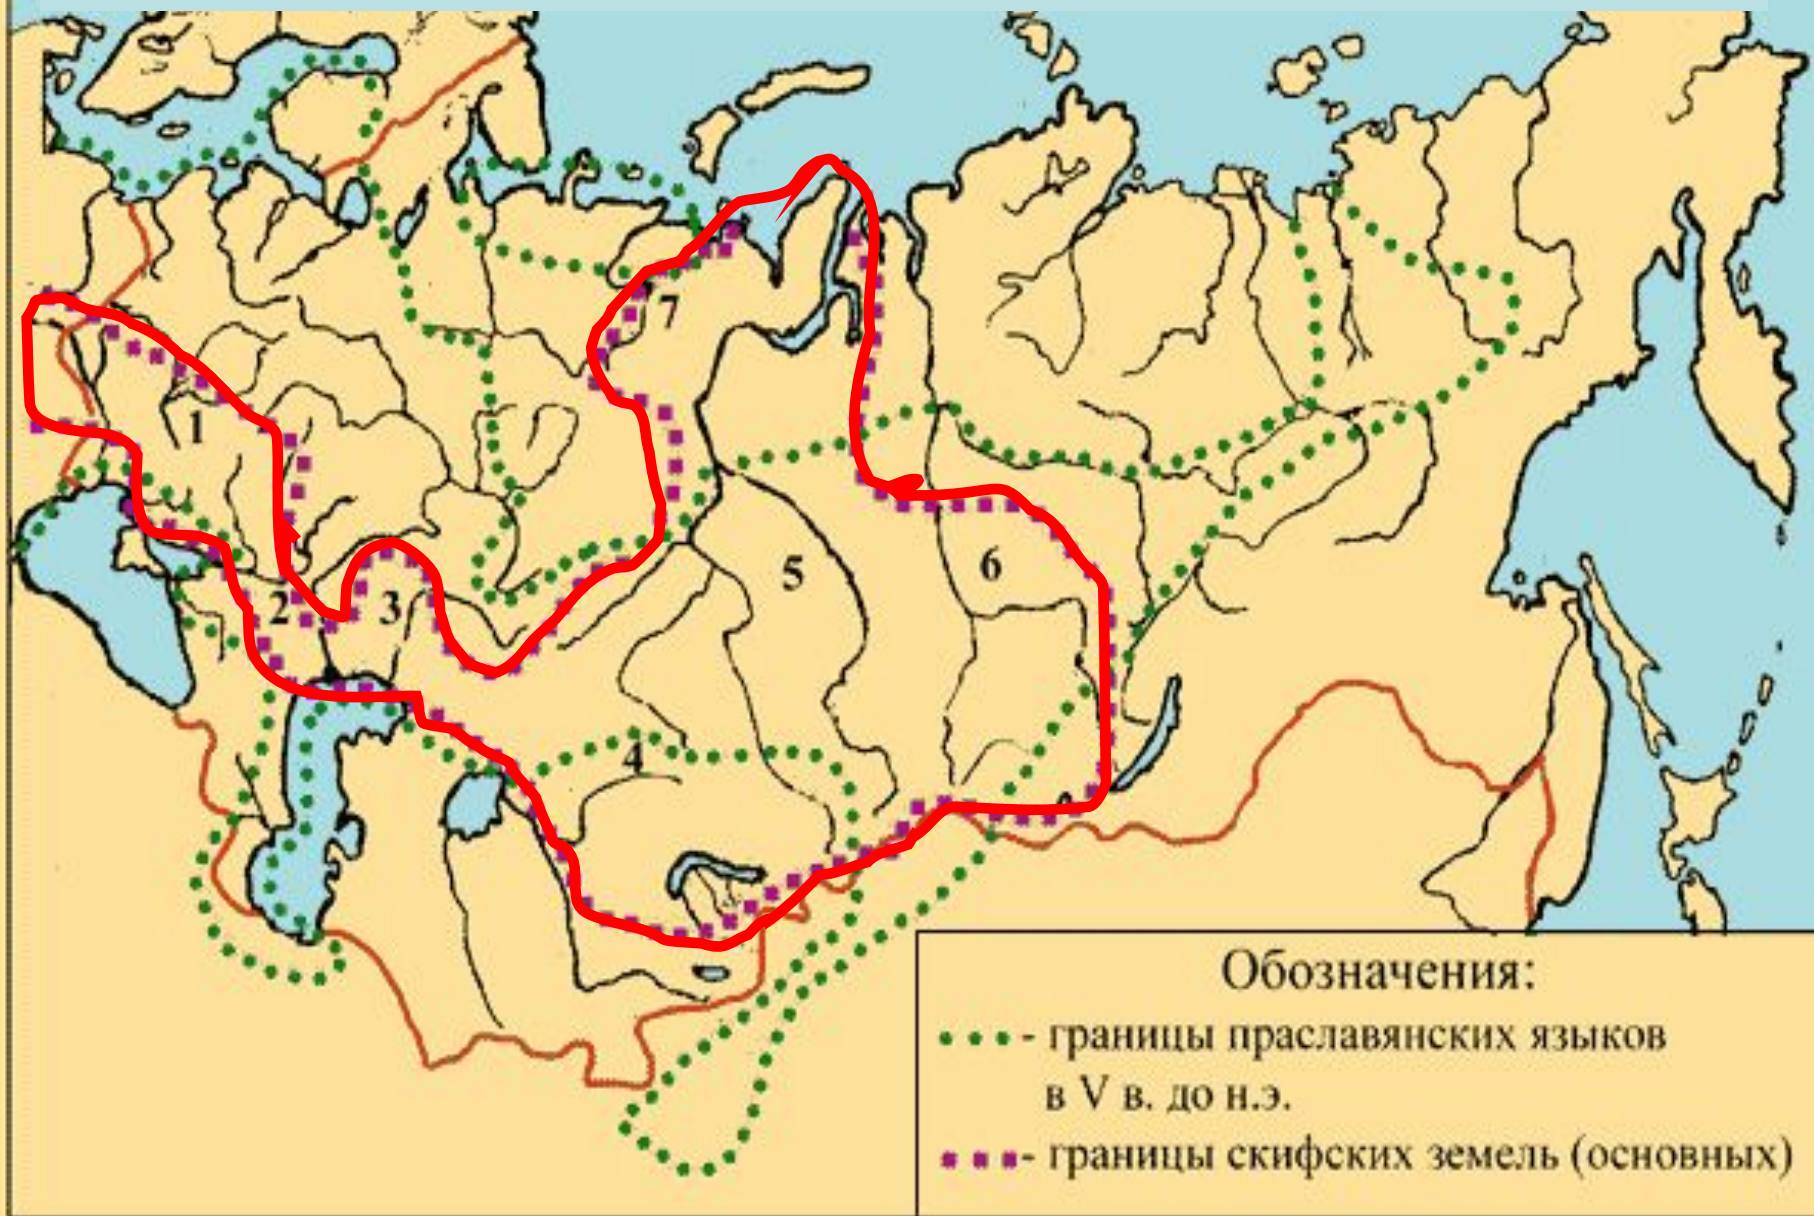 7
1
5
6
2
3
4
Обозначения:
- границы праславянских языков
в V в. до н.э.
- границы скифских земель (основных)